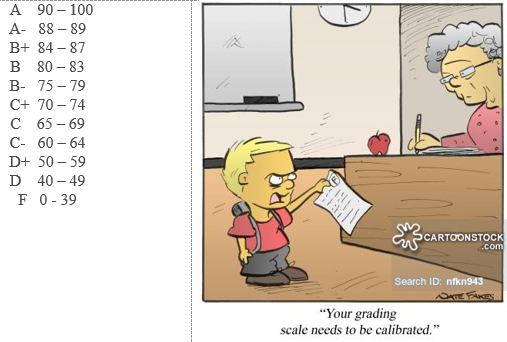 A 90 – 100
A- 88 – 89
B+ 84 – 87
B 80 – 83
B- 75 – 79
C+ 70 – 74
C 65 – 69
C- 60 – 64
D+ 50 – 59
D 40 – 49
F 0 - 39
CARTOONSTOCK
.com
Search ID: nfkn943
NATE FAKES
“Your grading
scale needs to be calibrated.”